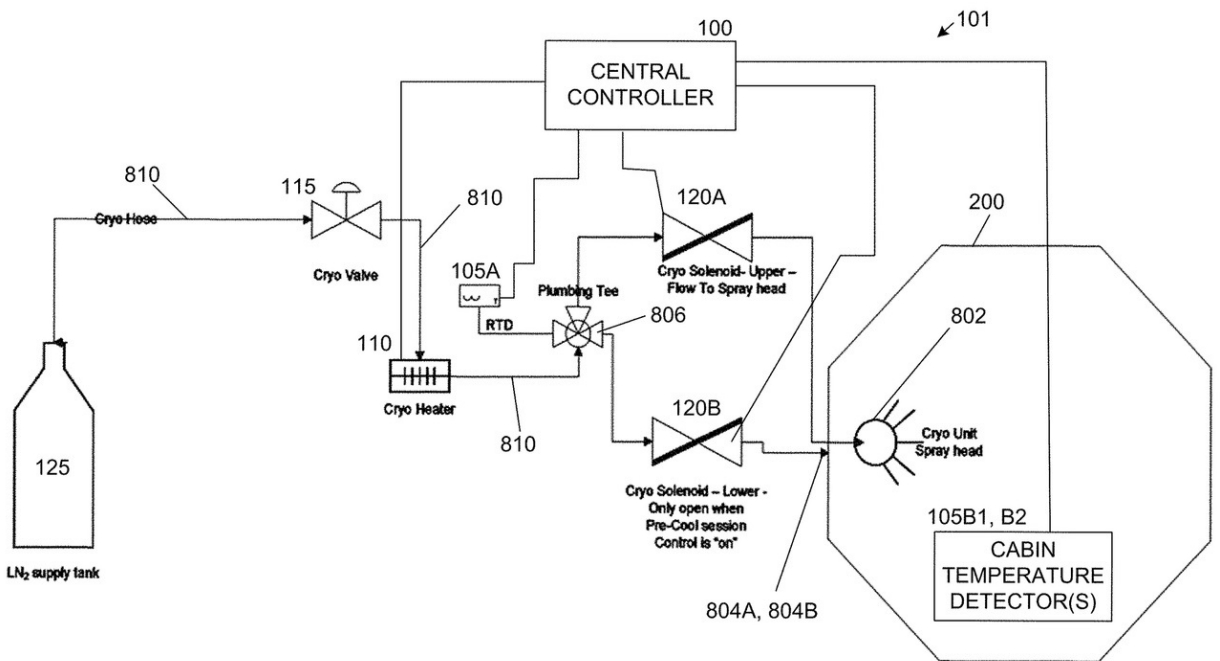 100
101
CENTRAL
CONTROLLER
810
115
810
120A
200
Cryo Hose
Cryo Valve
105A
Cryo Solenoid- Upper –
Flow To Spray head
Plumbing Tee
T
RTD
806
802
110
Cryo Heater
810
120B
Cryo Unit
Spray head
125
Cryo Solenoid – Lower -
Only open when
Pre-Cool session
Control is "on"
105B1, B2
CABIN
TEMPERATURE
DETECTOR(S)
LN₂ supply tank
804A, 804B